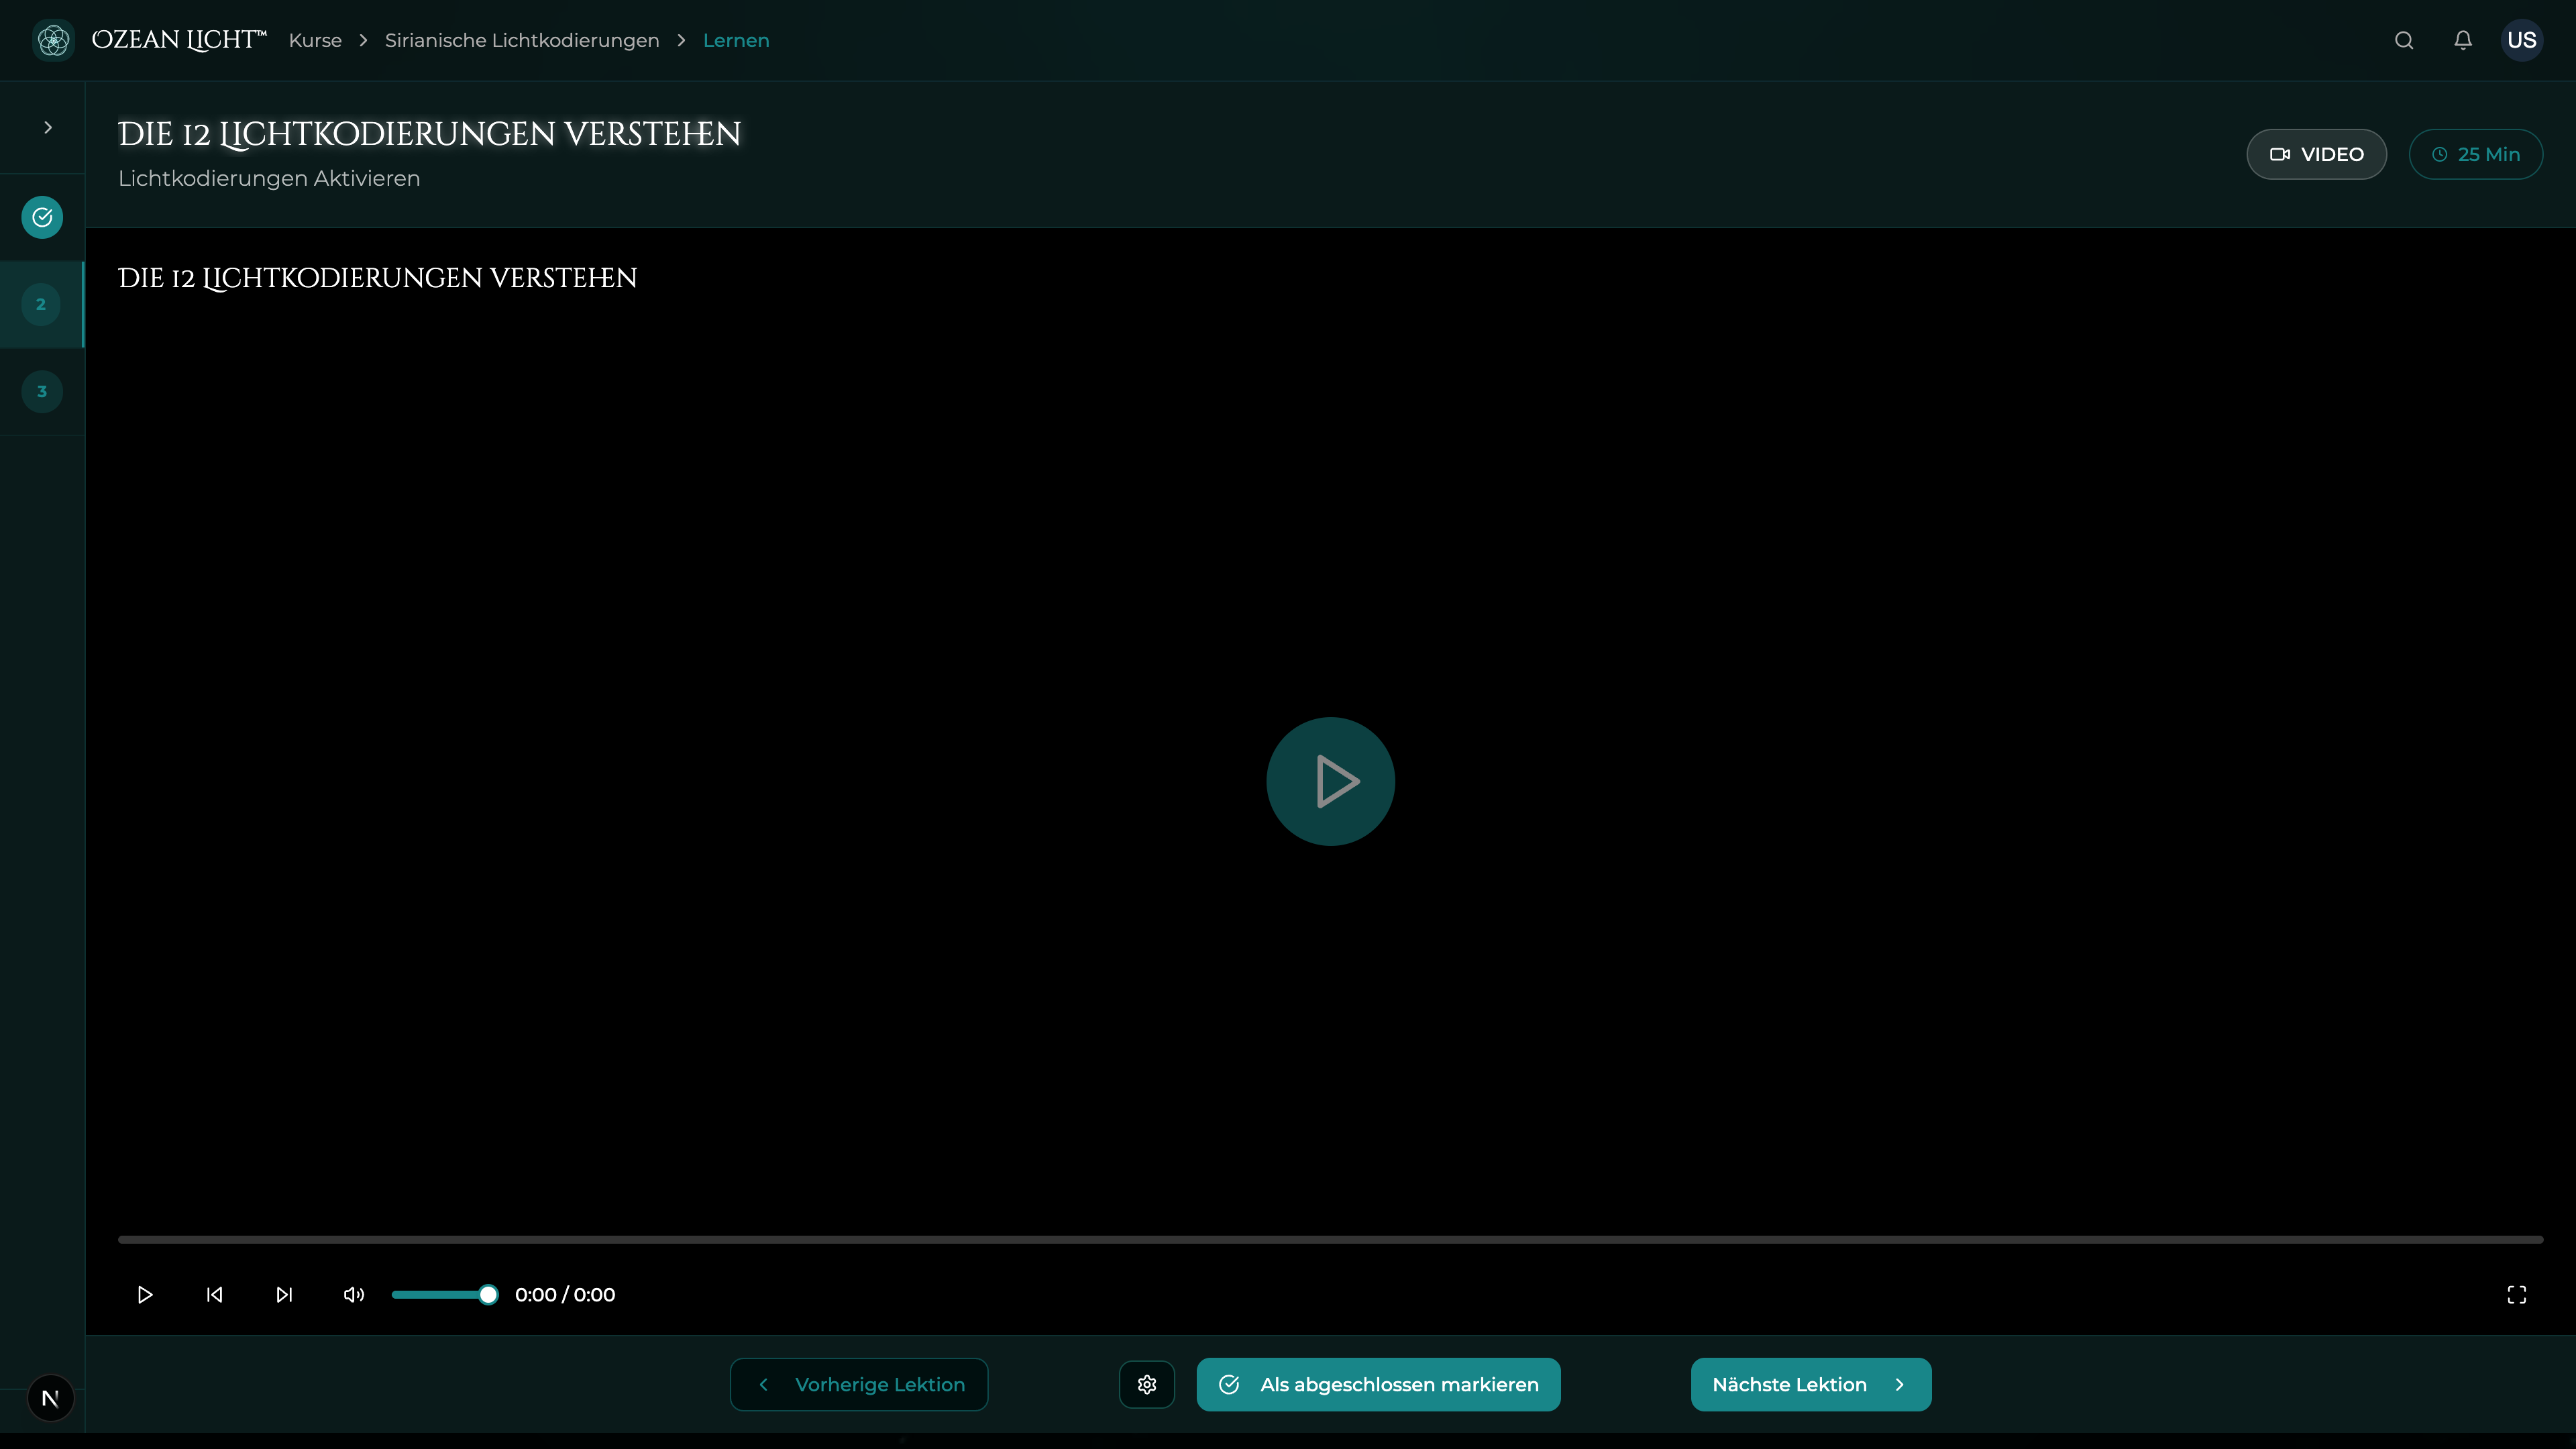 OZEAN LICHT™ Kurse Sirianische Lichtkodierungen Lernen US
DIE 12 LICHTKODIERUNGEN VERSTEHEN
Lichtkodierungen Aktivieren
VIDEO 25 Min
DIE 12 LICHTKODIERUNGEN VERSTEHEN
2
3
0:00 / 0:00
Vorherige Lektion Als abgeschlossen markieren Nächste Lektion
N